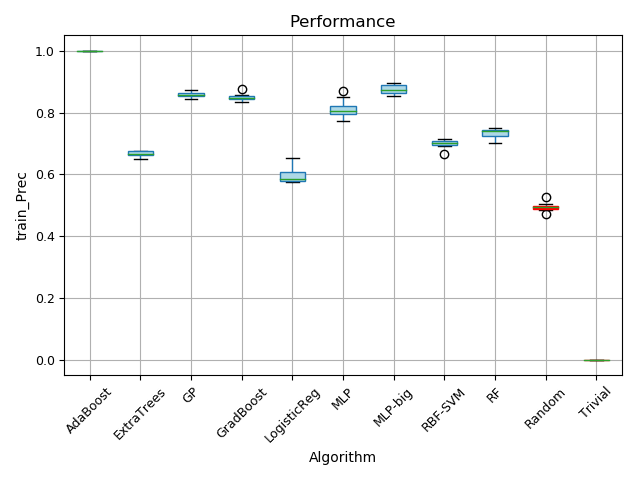 Performance
train_Prec
1.0
0.8
0.6
0.4
0.2
0.0
AdaBoost
ExtraTrees
GP
GradBoost
LogisticReg
MLP
MLP-big
RBF-SVM
RF
Random
Trivial
Algorithm